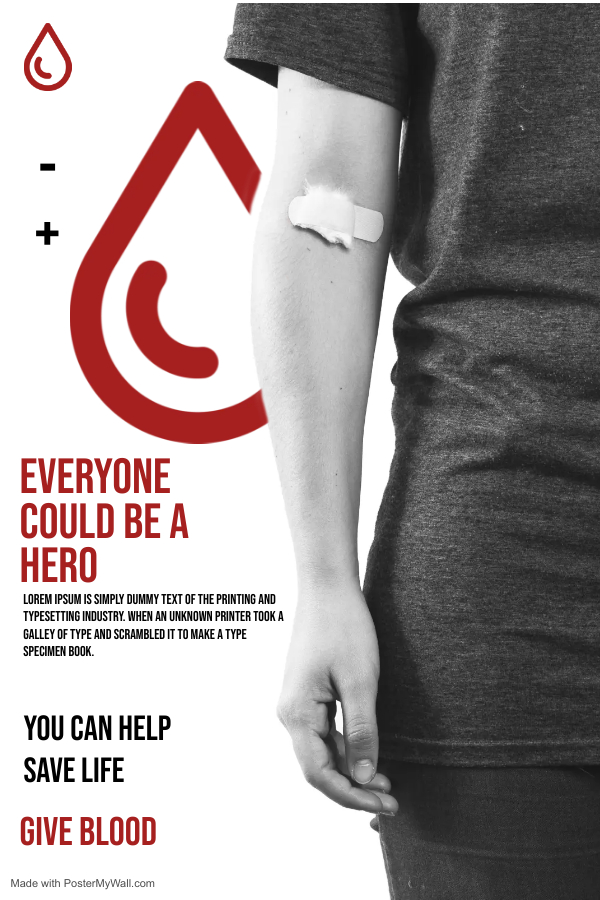 -
+
EVERYONE
COULD BE A
HERO
LOREM IPSUM IS SIMPLY DUMMY TEXT OF THE PRINTING AND
TYPESETTING INDUSTRY. WHEN AN UNKNOWN PRINTER TOOK A
GALLEY OF TYPE AND SCRAMBLED IT TO MAKE A TYPE
SPECIMEN BOOK.
YOU CAN HELP
SAVE LIFE
GIVE BLOOD
Made with PosterMyWall.com